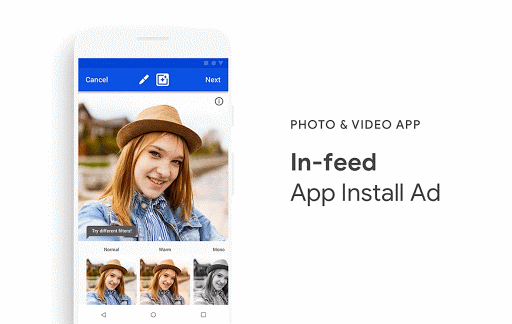 Cancel
Next
Try different filters!
Normal
Warm
Mono
PHOTO & VIDEO APP
In-feed
App Install Ad